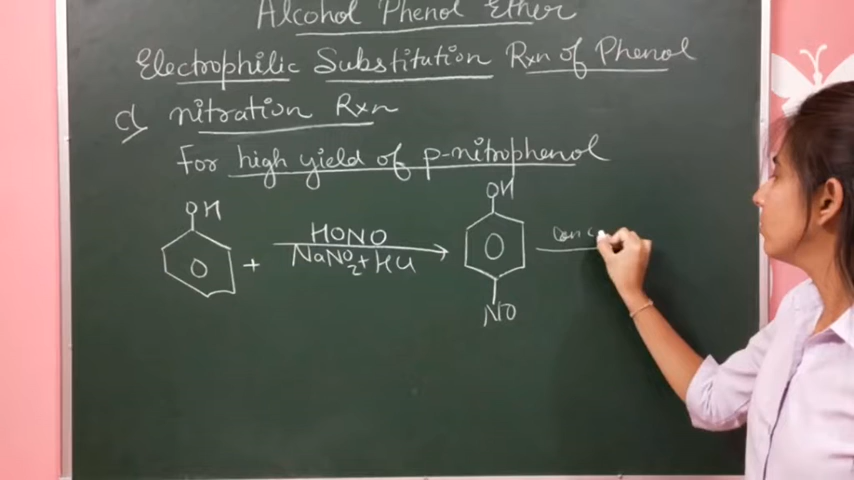 Alcohol Phenol Ether
Electrophilic Substitution Rxn of Phenol
c) nitration Rxn
For high yield of p-nitrophenol
OH
OH
HONO
+
NaNO2 + HCl
conc
NO